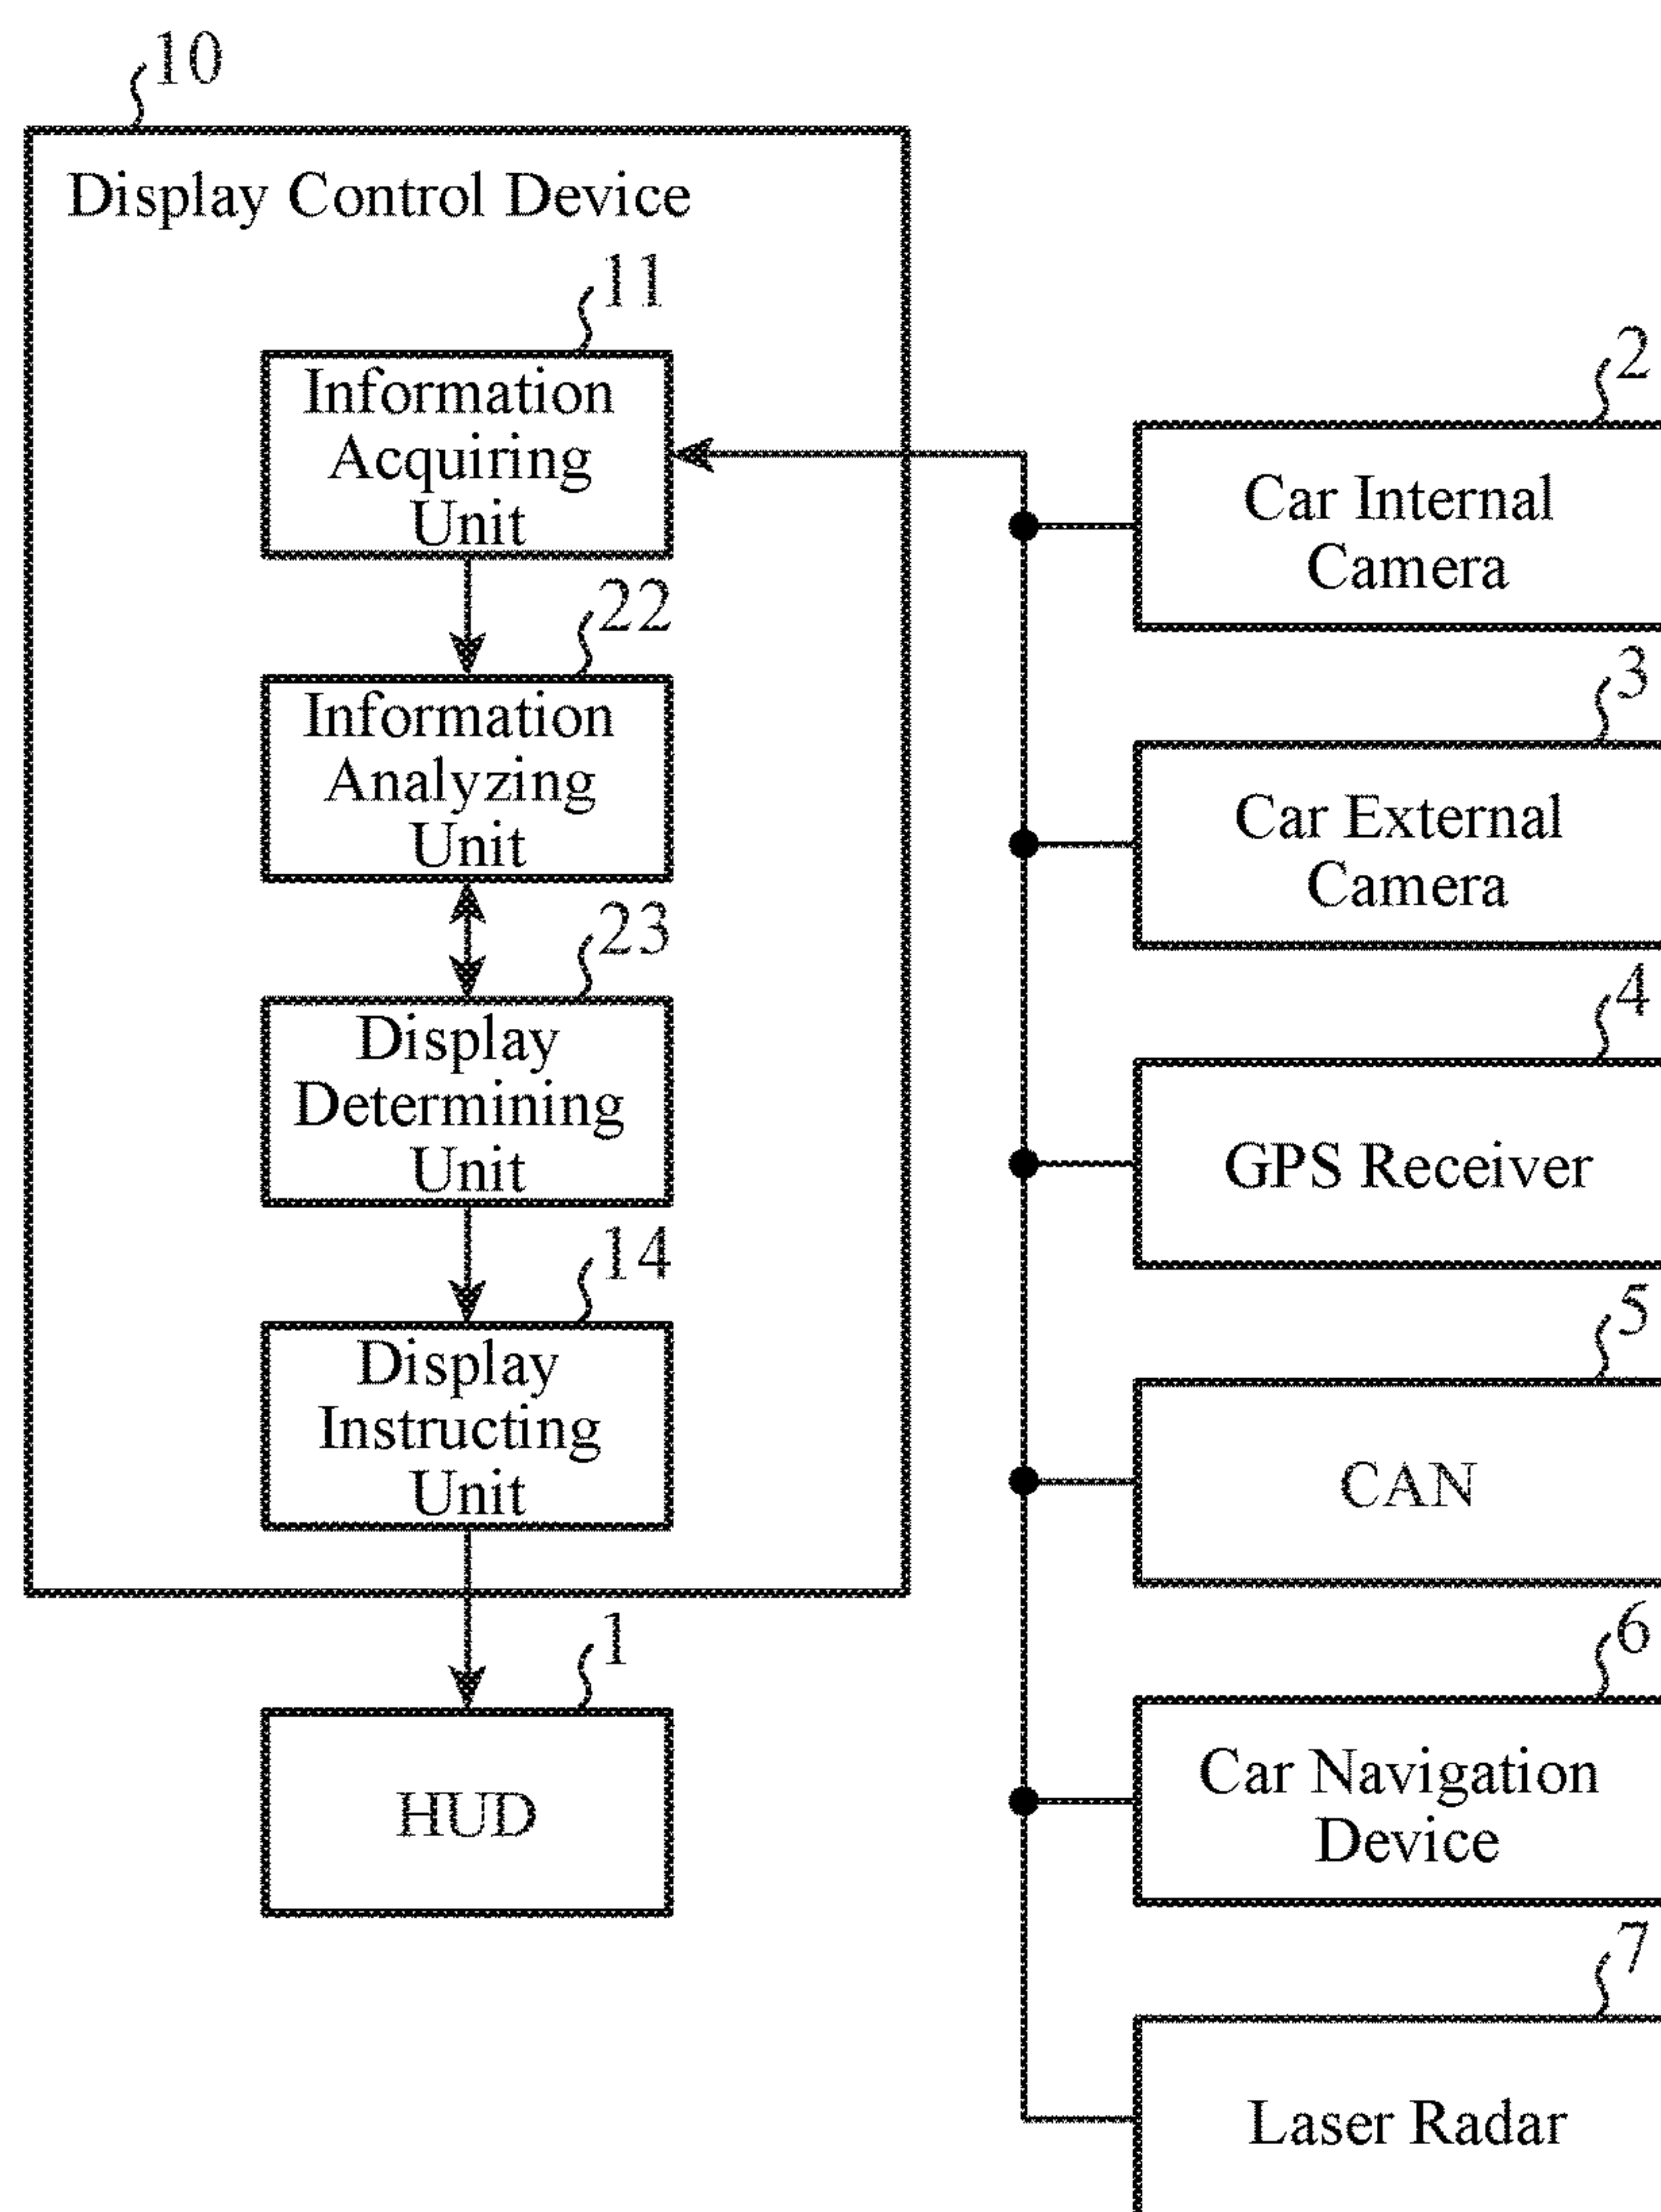 10
Display Control Device
11
Information
Acquiring
Unit
22
Information
Analyzing
Unit
23
Display
Determining
Unit
14
Display
Instructing
Unit
1
HUD
2
Car Internal
Camera
3
Car External
Camera
4
GPS Receiver
5
CAN
6
Car Navigation
Device
7
Laser Radar